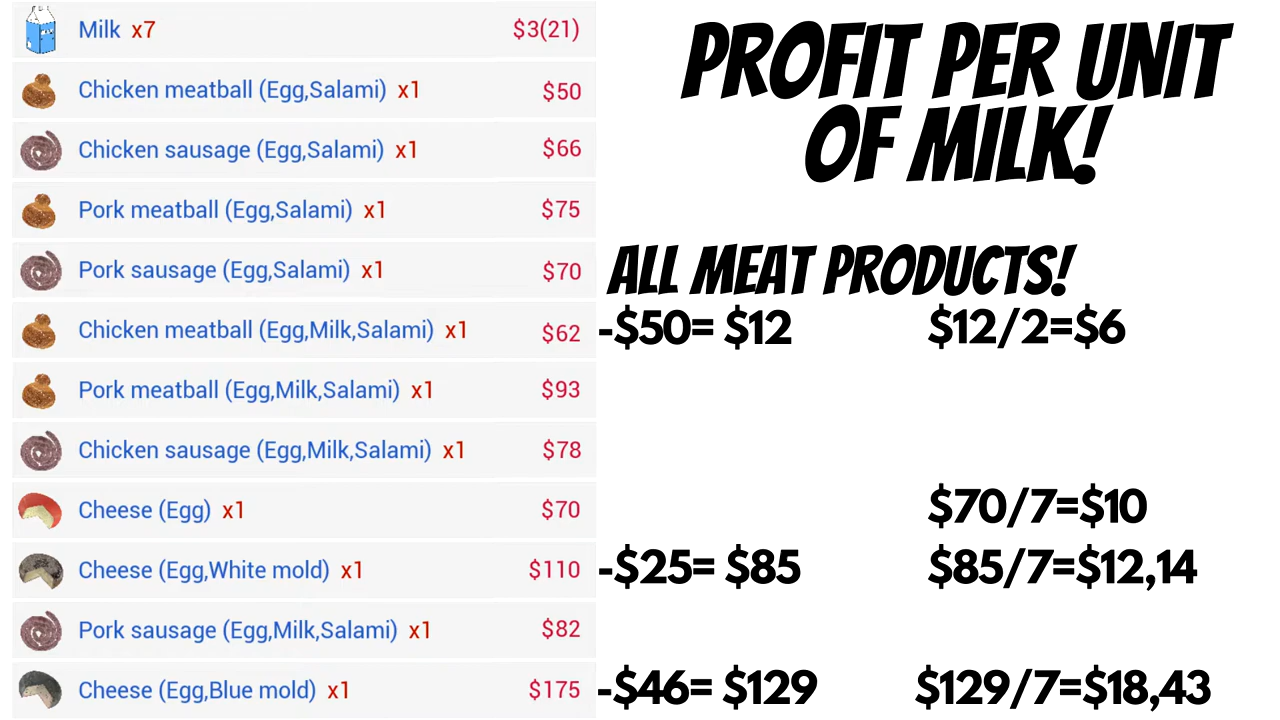 Milk x7 $3(21)
PROFIT PER UNIT
OF MILK!
Chicken meatball (Egg,Salami) x1 $50
Chicken sausage (Egg,Salami) x1 $66
Pork meatball (Egg,Salami) x1 $75
Pork sausage (Egg,Salami) x1 $70
ALL MEAT PRODUCTS!
Chicken meatball (Egg,Milk,Salami) x1 $62 -$50= $12 $12/2=$6
Pork meatball (Egg,Milk,Salami) x1 $93
Chicken sausage (Egg,Milk,Salami) x1 $78
Cheese (Egg) x1 $70 $70/7=$10
Cheese (Egg,White mold) x1 $110 -$25= $85 $85/7=$12,14
Pork sausage (Egg,Milk,Salami) x1 $82
Cheese (Egg,Blue mold) x1 $175 -$46= $129 $129/7=$18,43